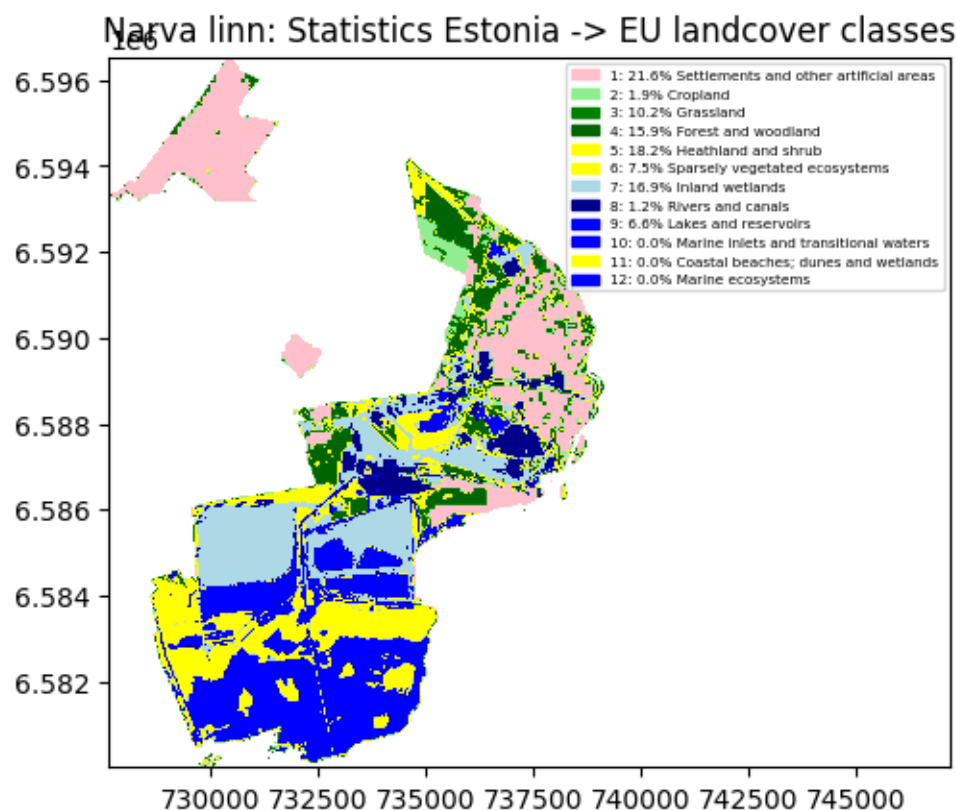 Narva linn: Statistics Estonia -> EU landcover classes
1e6
1: 21.6% Settlements and other artificial areas
2: 1.9% Cropland
3: 10.2% Grassland
4: 15.9% Forest and woodland
5: 18.2% Heathland and shrub
6: 7.5% Sparsely vegetated ecosystems
7: 16.9% Inland wetlands
8: 1.2% Rivers and canals
9: 6.6% Lakes and reservoirs
10: 0.0% Marine inlets and transitional waters
11: 0.0% Coastal beaches; dunes and wetlands
12: 0.0% Marine ecosystems
6.596
6.594
6.592
6.590
6.588
6.586
6.584
6.582
730000 732500 735000 737500 740000 742500 745000